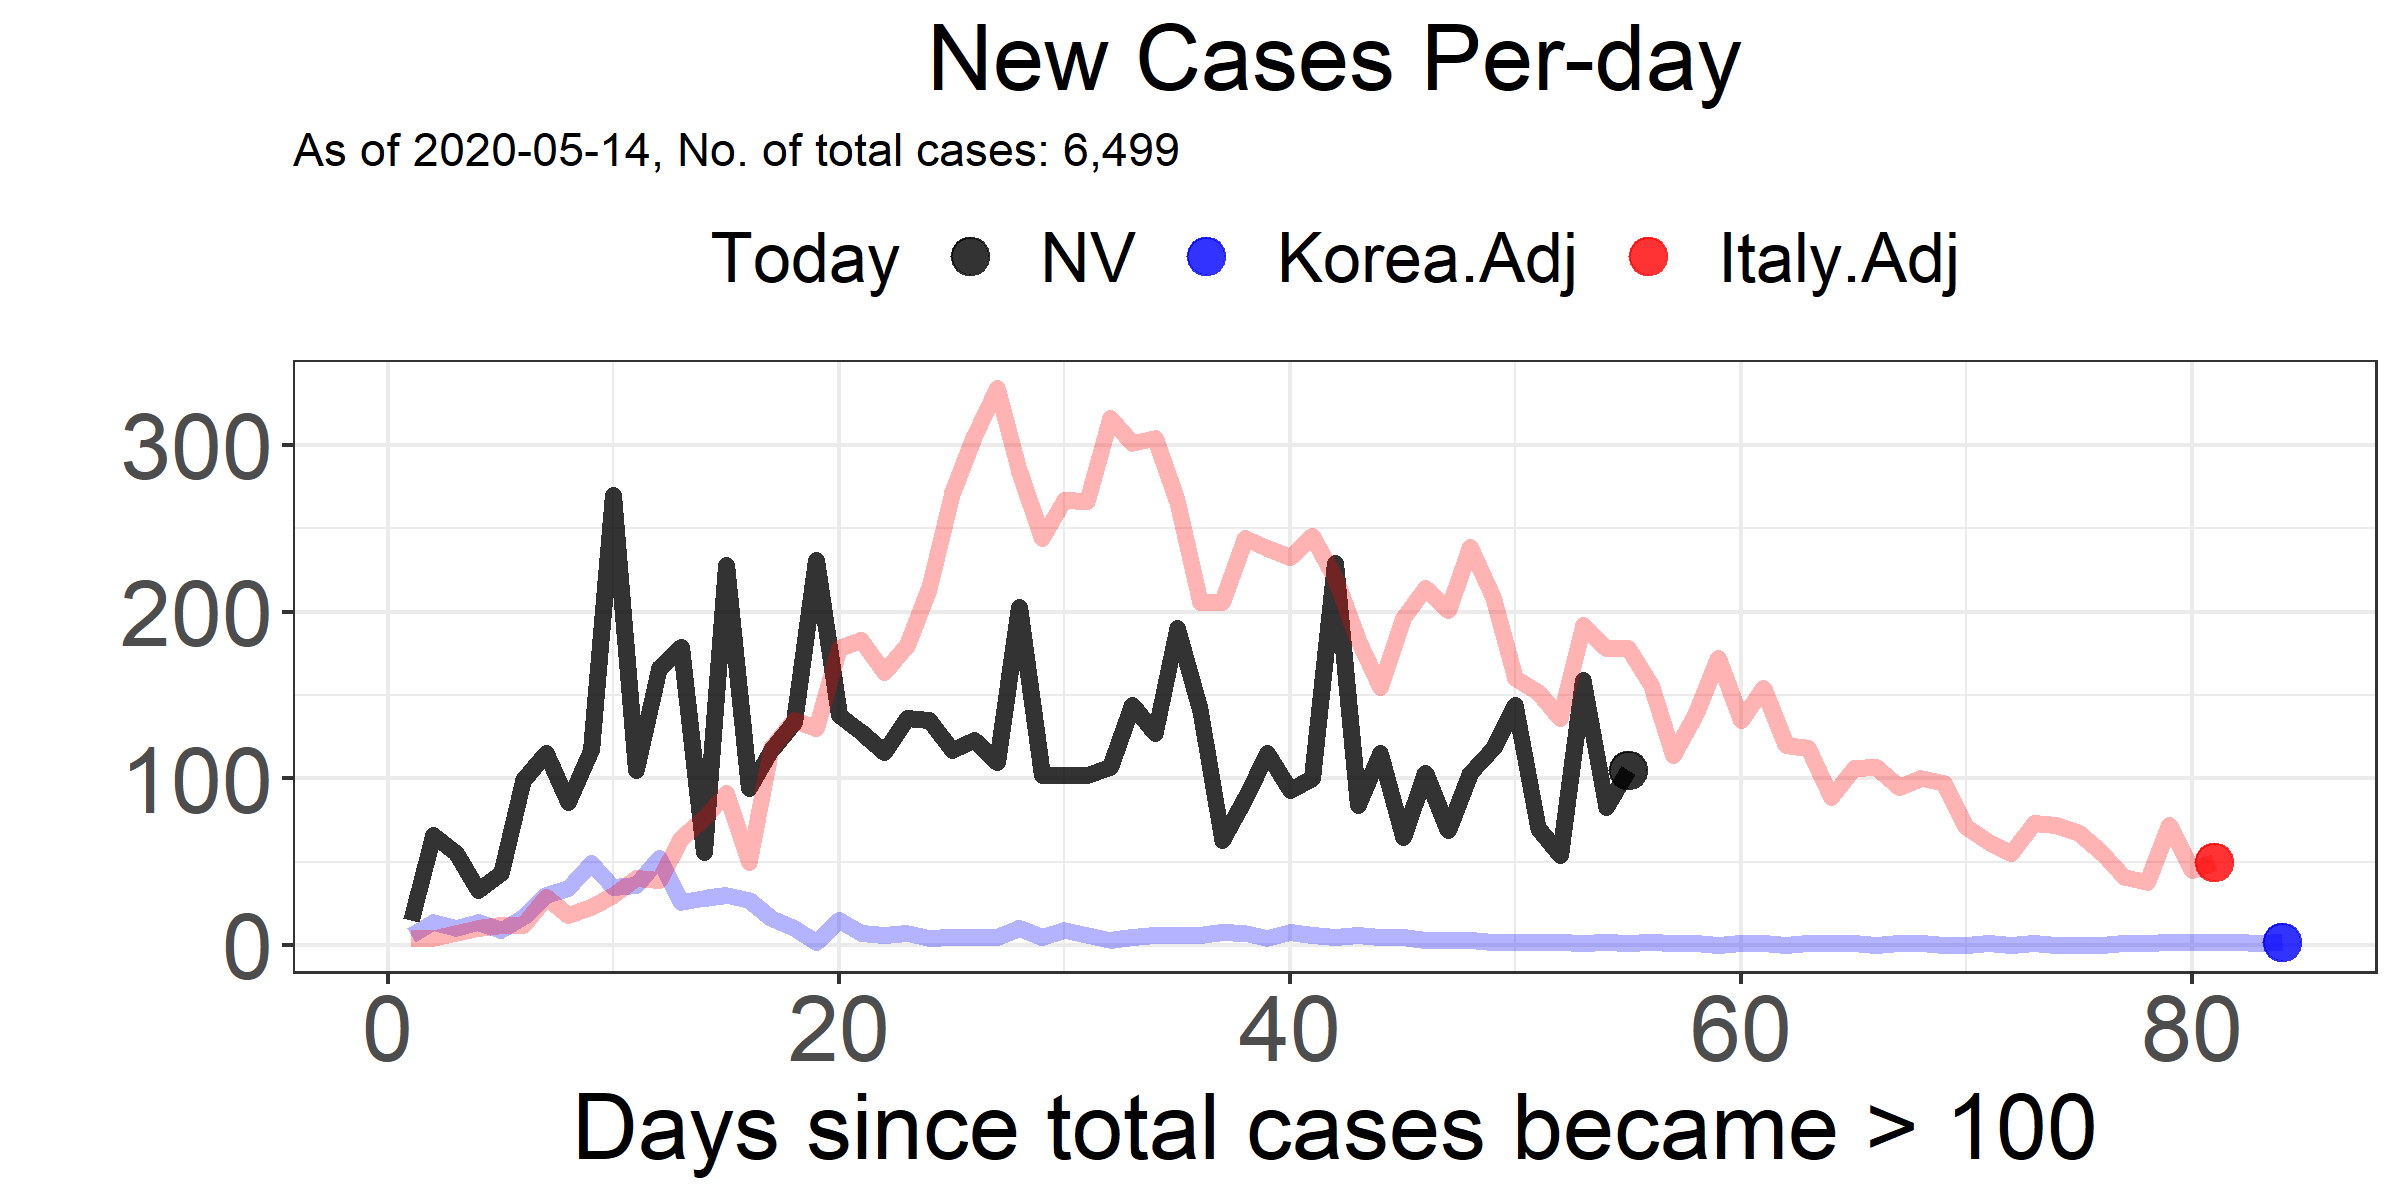 New Cases Per-day
As of 2020-05-14, No. of total cases: 6,499
Today NV Korea.Adj Italy.Adj
300
200
100
0
0 20 40 60 80
Days since total cases became > 100